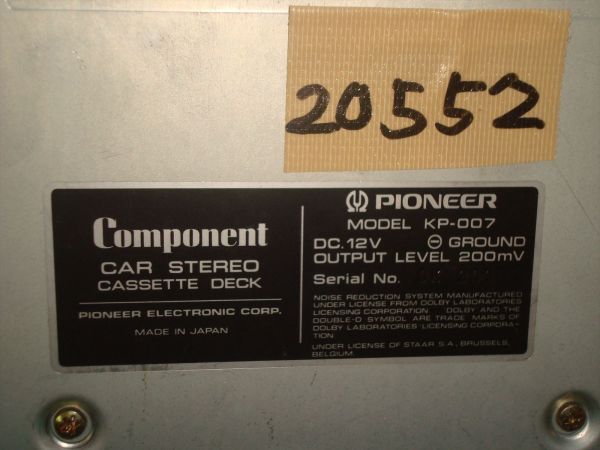 20552
Component
CAR STEREO
CASSETTE DECK
PIONEER ELECTRONIC CORP.
MADE IN JAPAN
PIONEER
MODEL KP-007
DC.12V ⊖ GROUND
OUTPUT LEVEL 200mV
Serial No.
NOISE REDUCTION SYSTEM MANUFACTURED
UNDER LICENSE FROM DOLBY LABORATORIES
LICENSING CORPORATION 'DOLBY' AND THE
DOUBLE-D SYMBOL ARE TRADE MARKS OF
DOLBY LABORATORIES LICENSING CORPORA-
TION
UNDER LICENSE OF STAAR S.A., BRUSSELS,
BELGIUM.